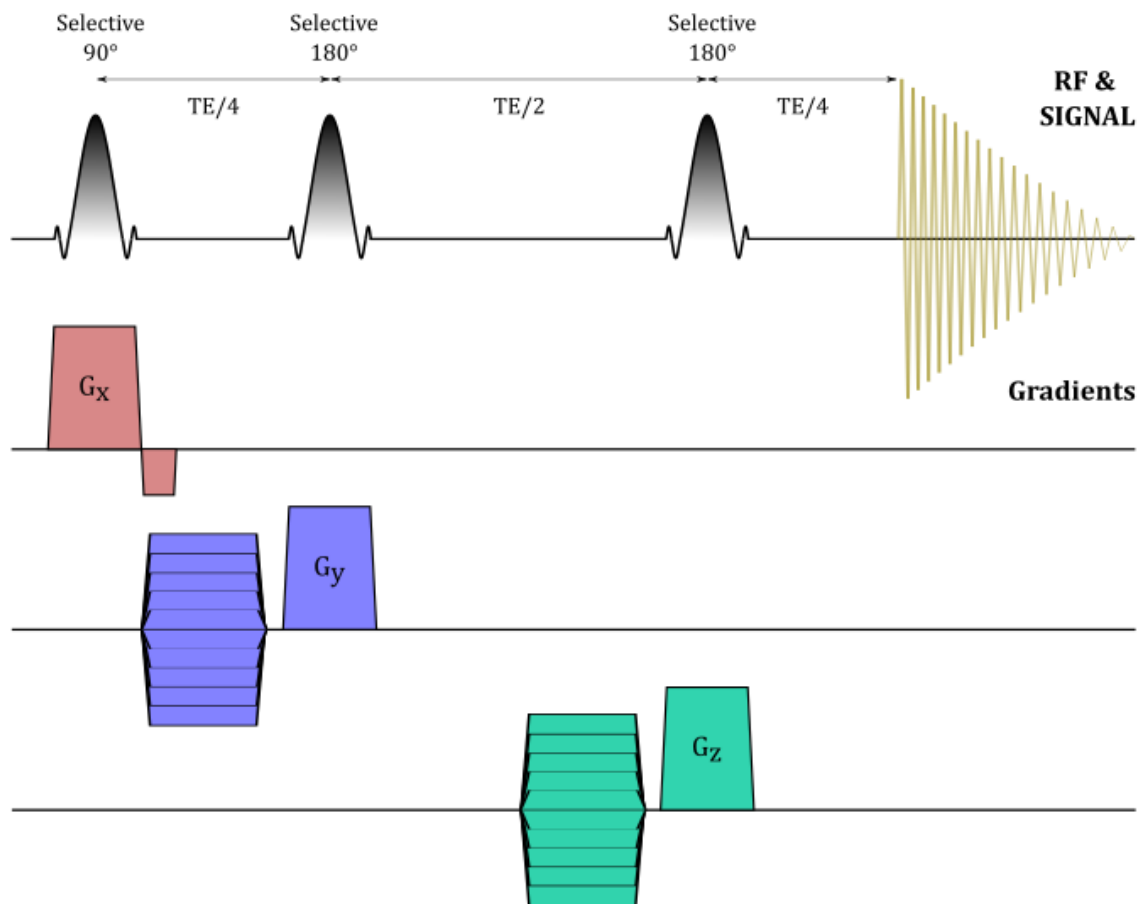 Selective
90°
Selective
180°
Selective
180°
TE/4
TE/2
TE/4
RF &
SIGNAL
Gx
Gradients
Gy
Gz